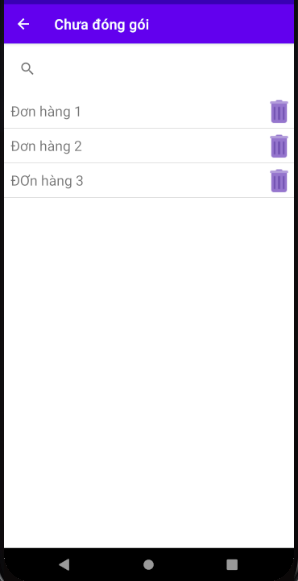 Chưa đóng gói
Đơn hàng 1
Đơn hàng 2
ĐƠn hàng 3